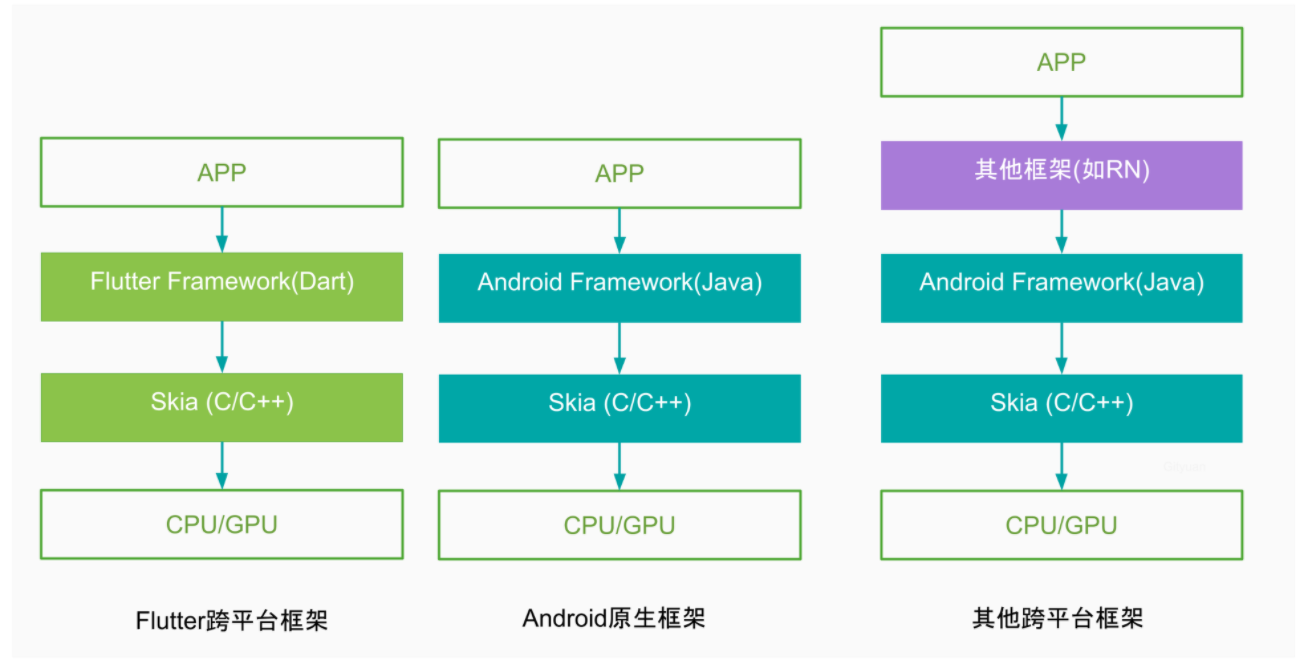 APP
Flutter Framework(Dart)
Skia (C/C++)
CPU/GPU
Flutter跨平台框架
APP
Android Framework(Java)
Skia (C/C++)
CPU/GPU
Android原生框架
APP
其他框架(如RN)
Android Framework(Java)
Skia (C/C++)
CPU/GPU
其他跨平台框架